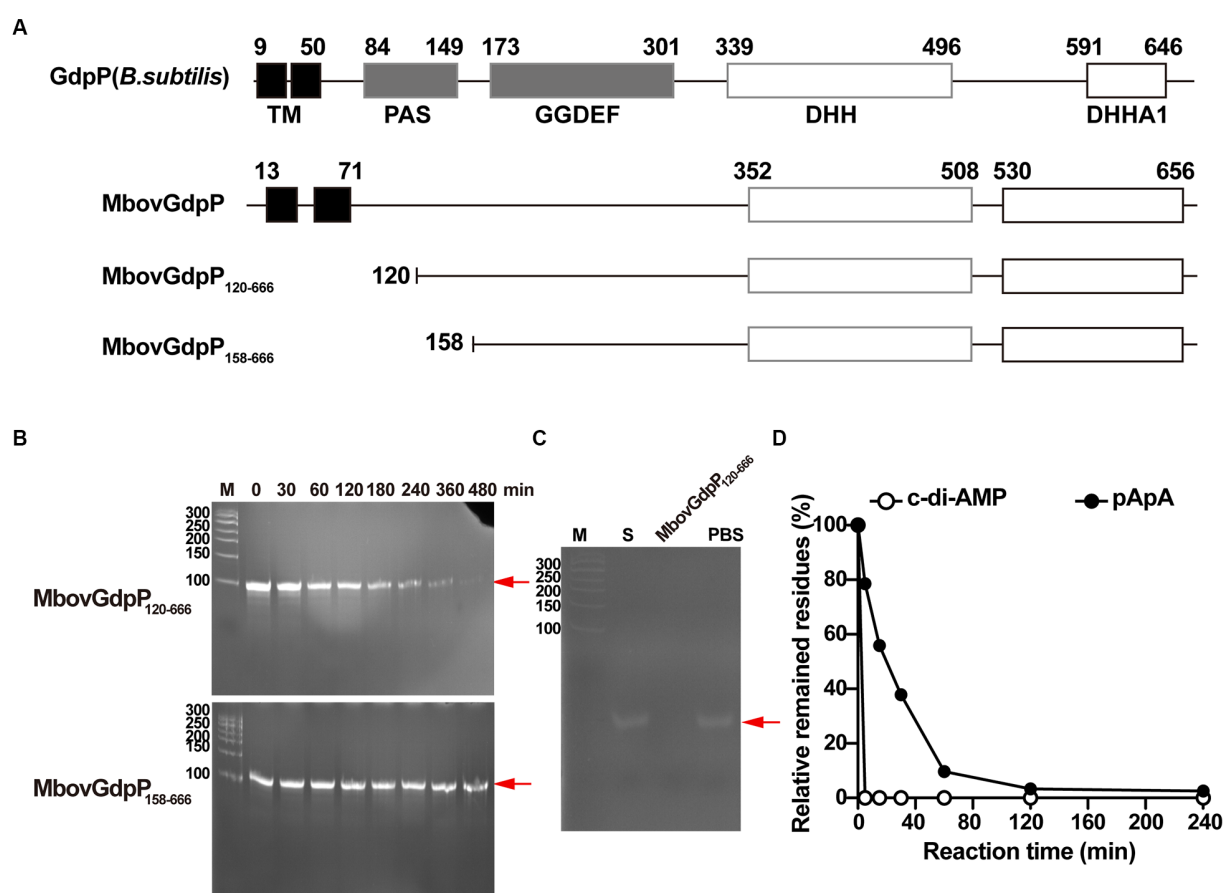 A
9 50 84 149 173 301 339 496 591 646
GdpP(B.subtilis)
TM PAS GGDEF DHH DHHA1
13 71 352 508 530 656
MbovGdpP
120
MbovGdpP120-666
158
MbovGdpP158-666
B
M 0 30 60 120 180 240 360 480 min
300
250
200
150
100
MbovGdpP120-666
300
250
200
150
100
MbovGdpP158-666
C
M S MbovGdpP120-666 PBS
300
250
200
150
100
D
c-di-AMP pApA
Relative remained residues (%)
100
80
60
40
20
0
0 40 80 120 160 200 240
Reaction time (min)